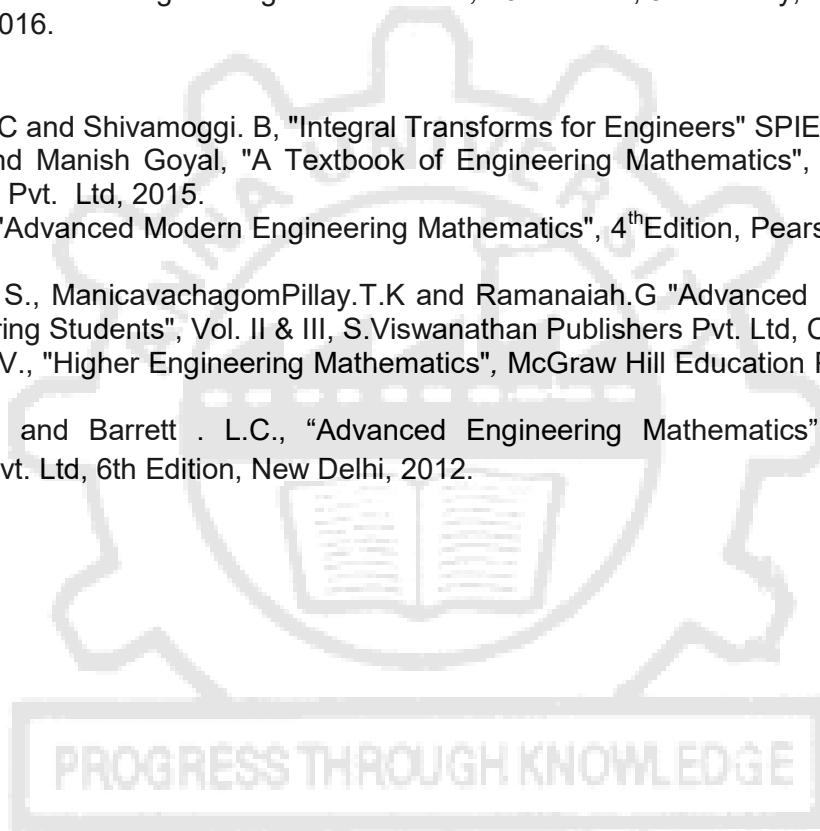 016.
C and Shivamoggi. B, "Integral Transforms for Engineers" SPIE
nd Manish Goyal, "A Textbook of Engineering Mathematics",
Pvt. Ltd, 2015.
"Advanced Modern Engineering Mathematics", 4thEdition, Pears
S., ManicavachagomPillay.T.K and Ramanaiah.G "Advanced
ring Students", Vol. II & III, S.Viswanathan Publishers Pvt. Ltd, C
V., "Higher Engineering Mathematics", McGraw Hill Education P
and Barrett . L.C., “Advanced Engineering Mathematics”
vt. Ltd, 6th Edition, New Delhi, 2012.
ANNA UNIVERSITY
PROGRESS THROUGH KNOWLEDGE